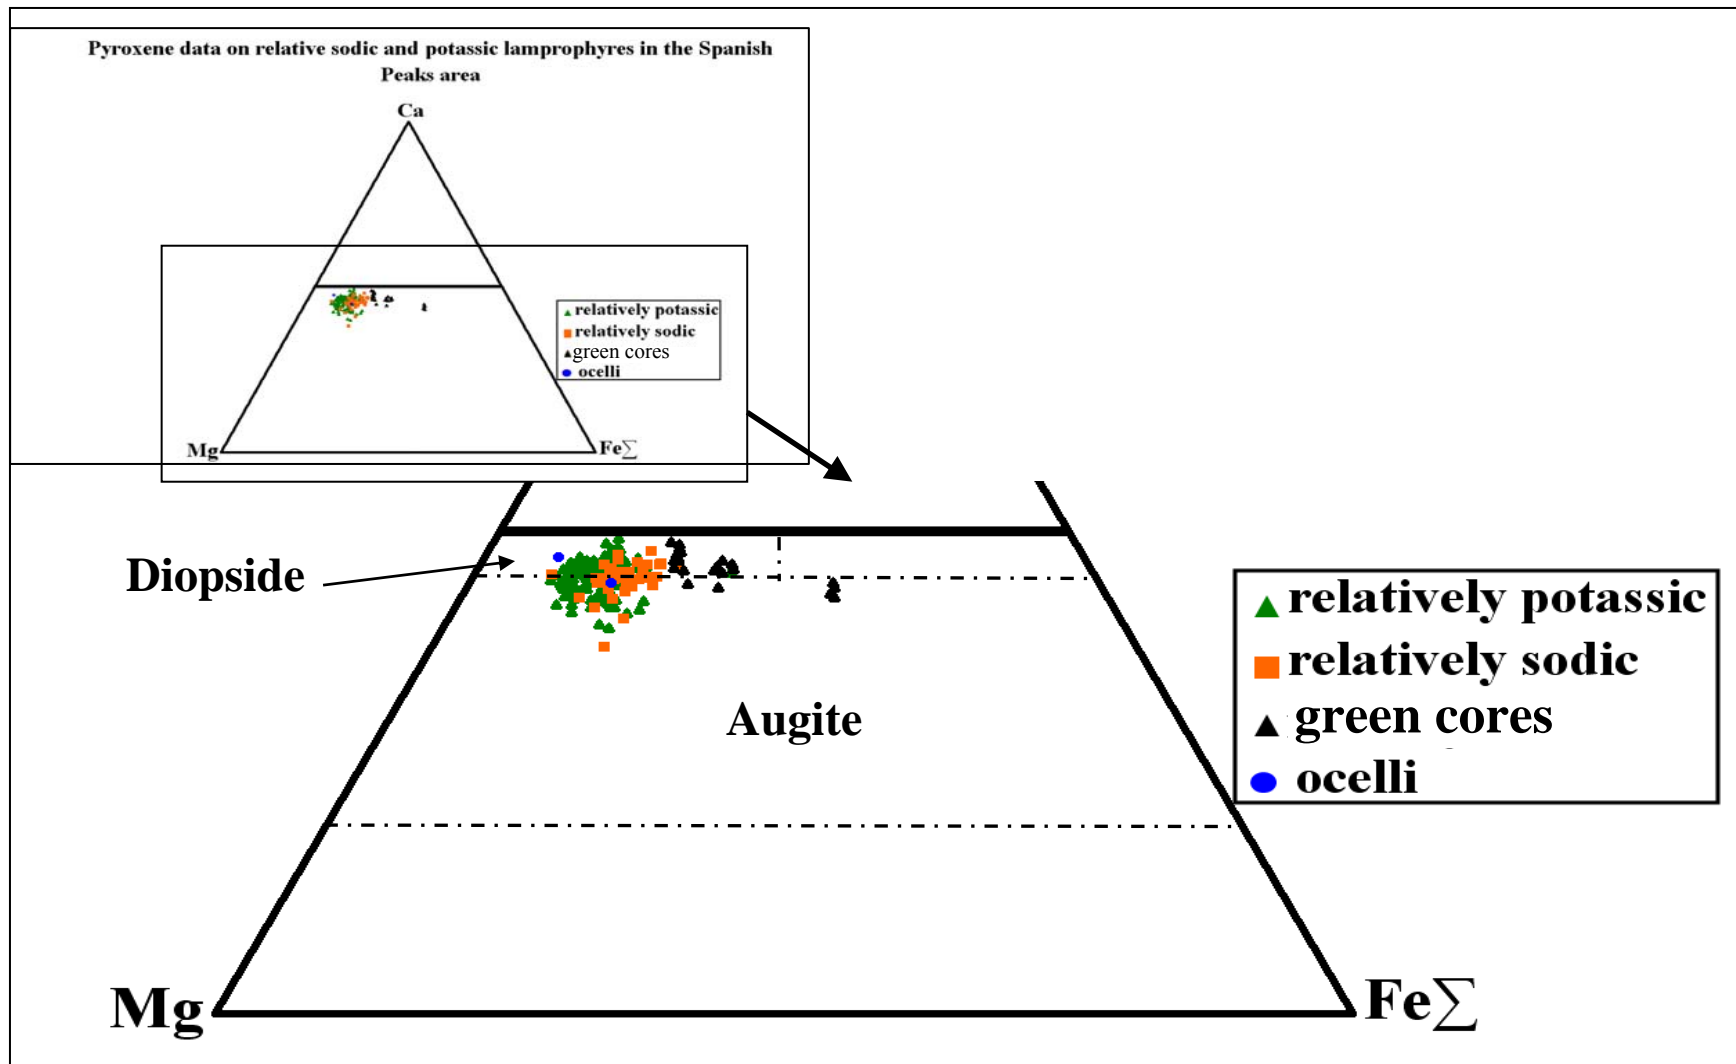 Pyroxene data on relative sodic and potassic lamprophyres in the Spanish
Peaks area
Ca
relatively potassic
relatively sodic
green cores
ocelli
Mg
Fe∑
Diopside
Augite
relatively potassic
relatively sodic
green cores
ocelli
Mg
Fe∑